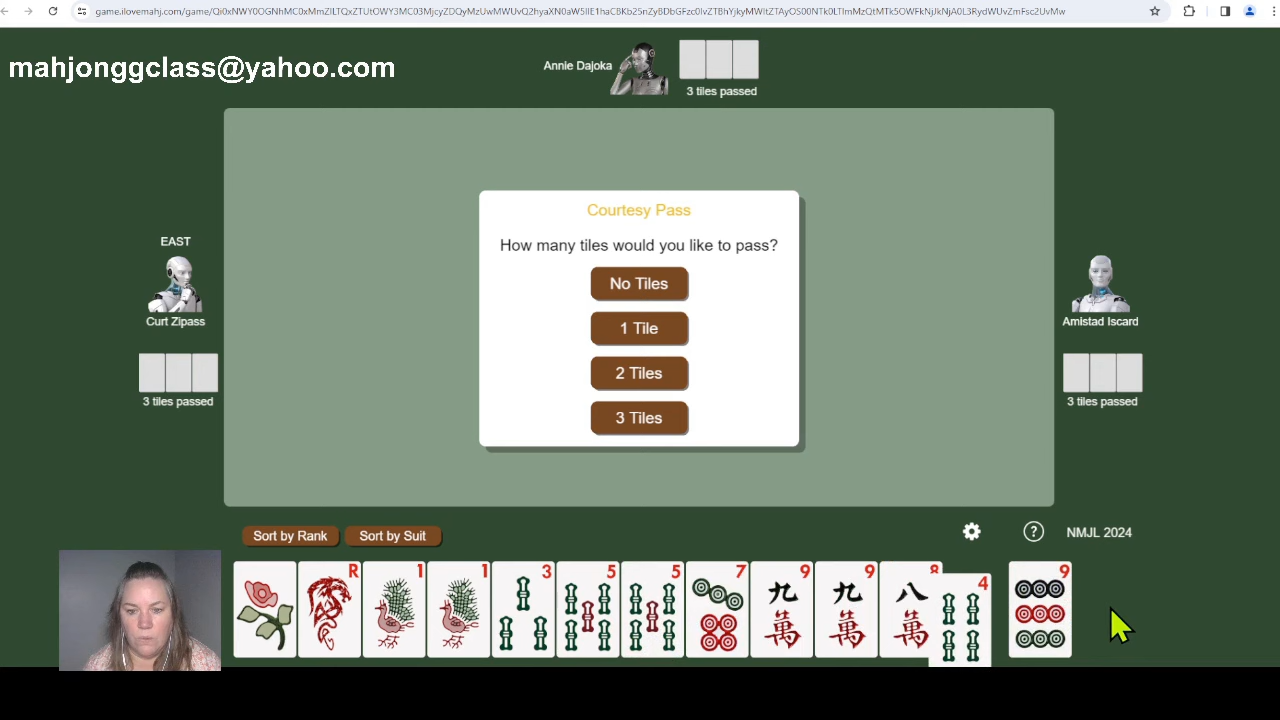 game.ilovemahj.com/game/
mahjonggclass@yahoo.com
Annie Dajoka
3 tiles passed
Courtesy Pass
How many tiles would you like to pass?
No Tiles
1 Tile
2 Tiles
3 Tiles
EAST
Curt Zipass
3 tiles passed
Amistad Iscard
3 tiles passed
Sort by Rank
Sort by Suit
NMJL 2024
R 1 1 3 5 5 7 9 9 8 4 9
九 九 八
萬 萬 萬